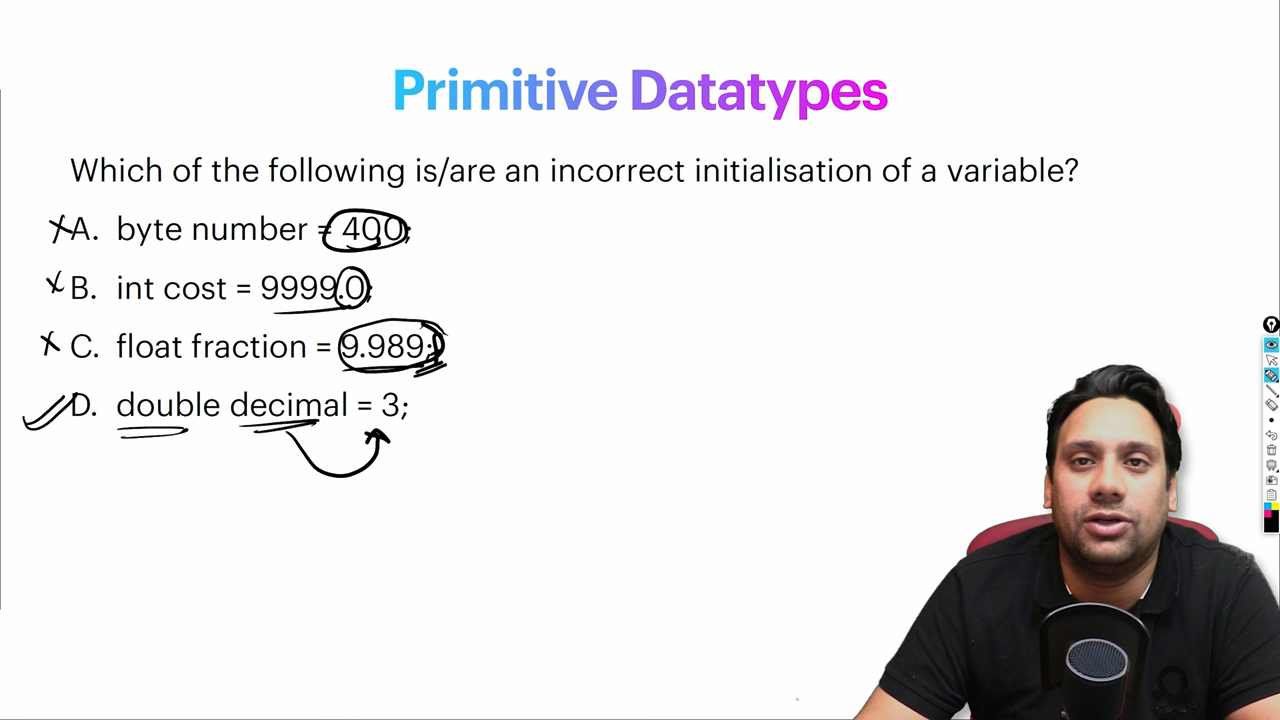 Primitive Datatypes
Which of the following is/are an incorrect initialisation of a variable?
A. byte number = 400;
B. int cost = 9999.0;
C. float fraction = 9.989;
D. double decimal = 3;